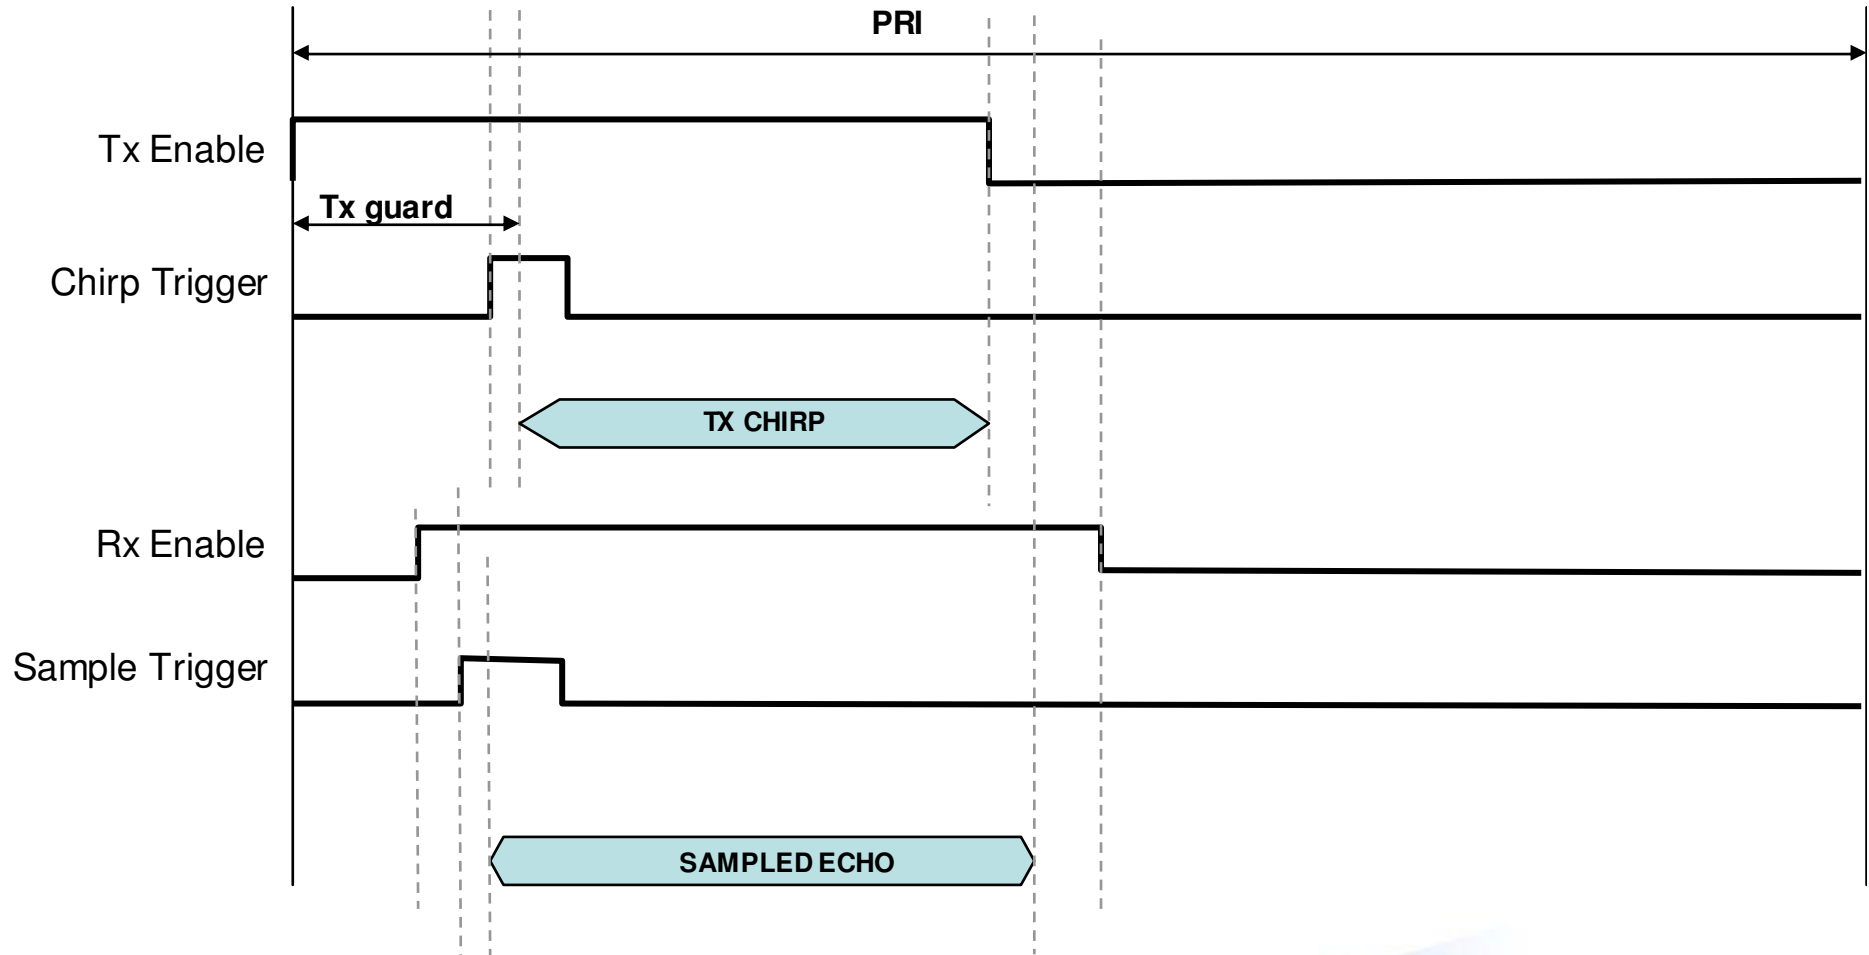 PRI
Tx Enable
Tx guard
Chirp Trigger
TX CHIRP
Rx Enable
Sample Trigger
SAMPLED ECHO